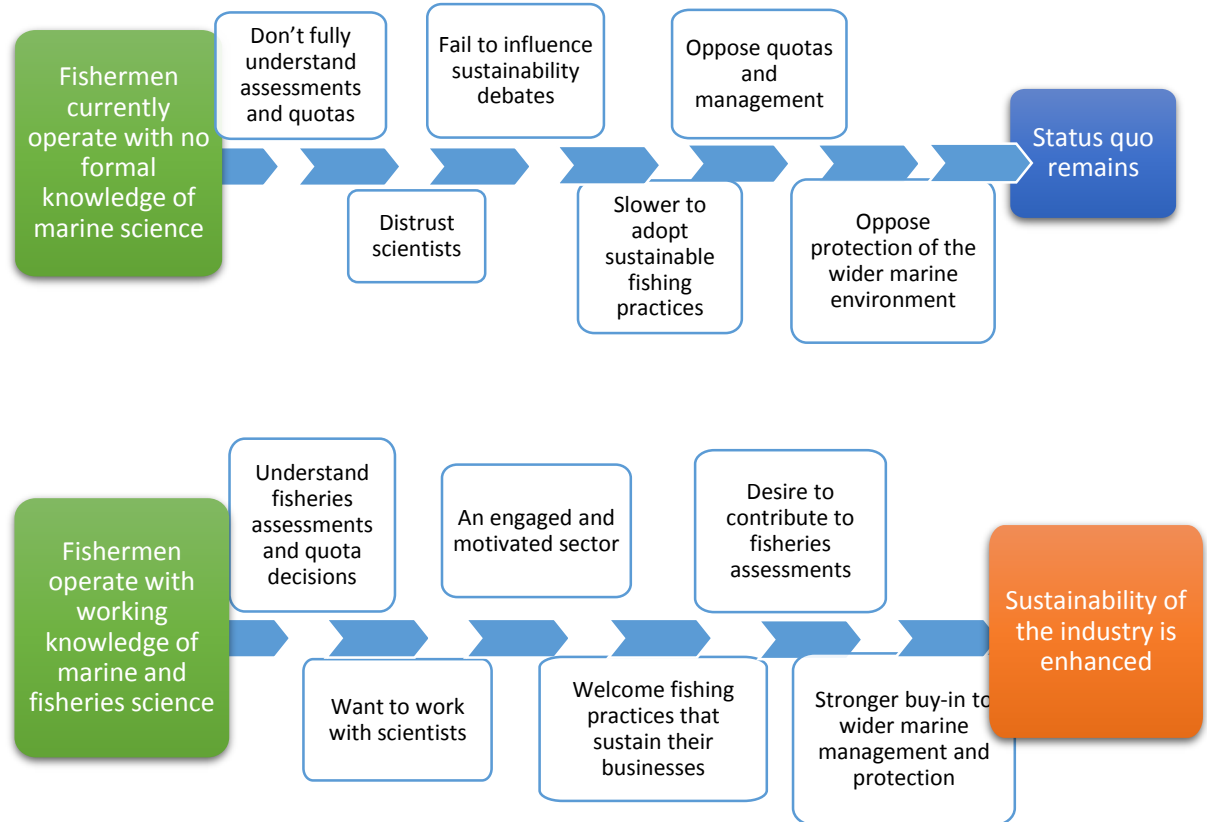 Fishermen
currently
operate with no
formal
knowledge of
marine science
Don’t fully
understand
assessments
and quotas
Distrust
scientists
Fail to influence
sustainability
debates
Slower to
adopt
sustainable
fishing
practices
Oppose quotas
and
management
Oppose
protection of the
wider marine
environment
Status quo
remains
Fishermen
operate with
working
knowledge of
marine and
fisheries science
Understand
fisheries
assessments
and quota
decisions
Want to work
with scientists
An engaged and
motivated sector
Welcome fishing
practices that
sustain their
businesses
Desire to
contribute to
fisheries
assessments
Stronger buy-in to
wider marine
management and
protection
Sustainability of
the industry is
enhanced